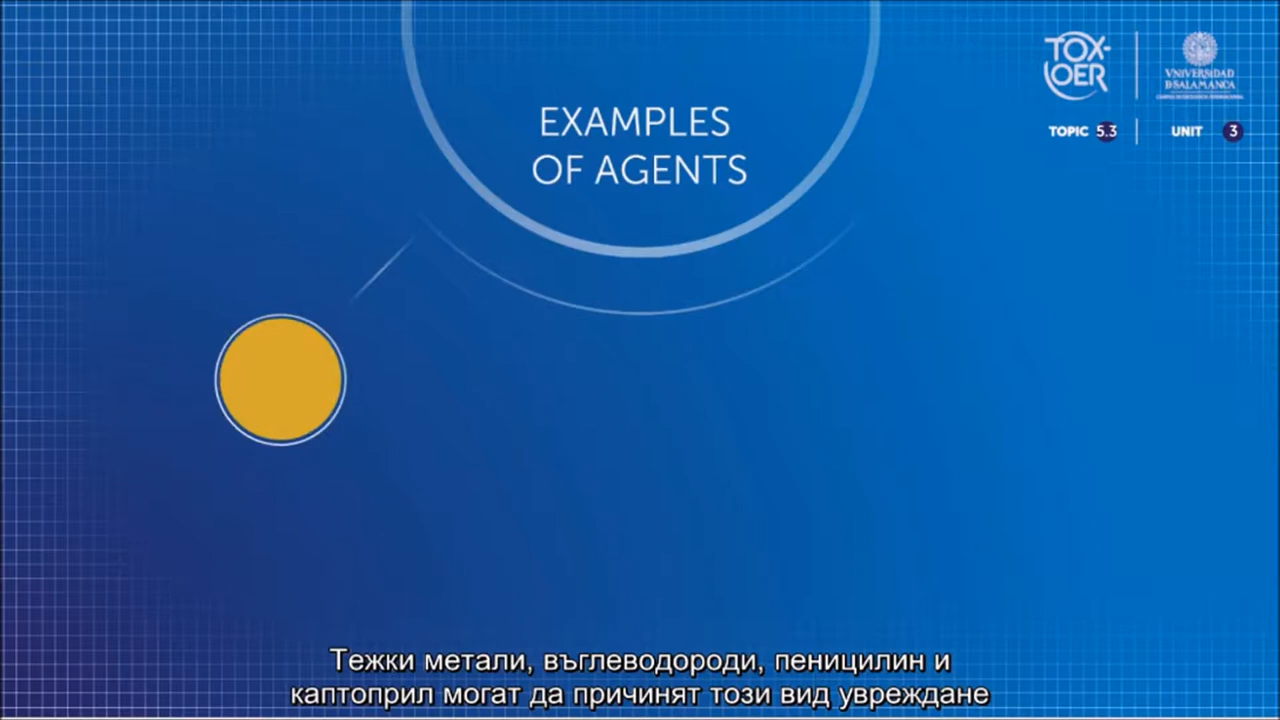 EXAMPLES
OF AGENTS
TOX-
OER
VNIVERSIDAD
D SALAMANCA
TOPIC 5.3
UNIT 3
Тежки метали, въглеводороди, пеницилин и
каптоприл могат да причинят този вид увреждане